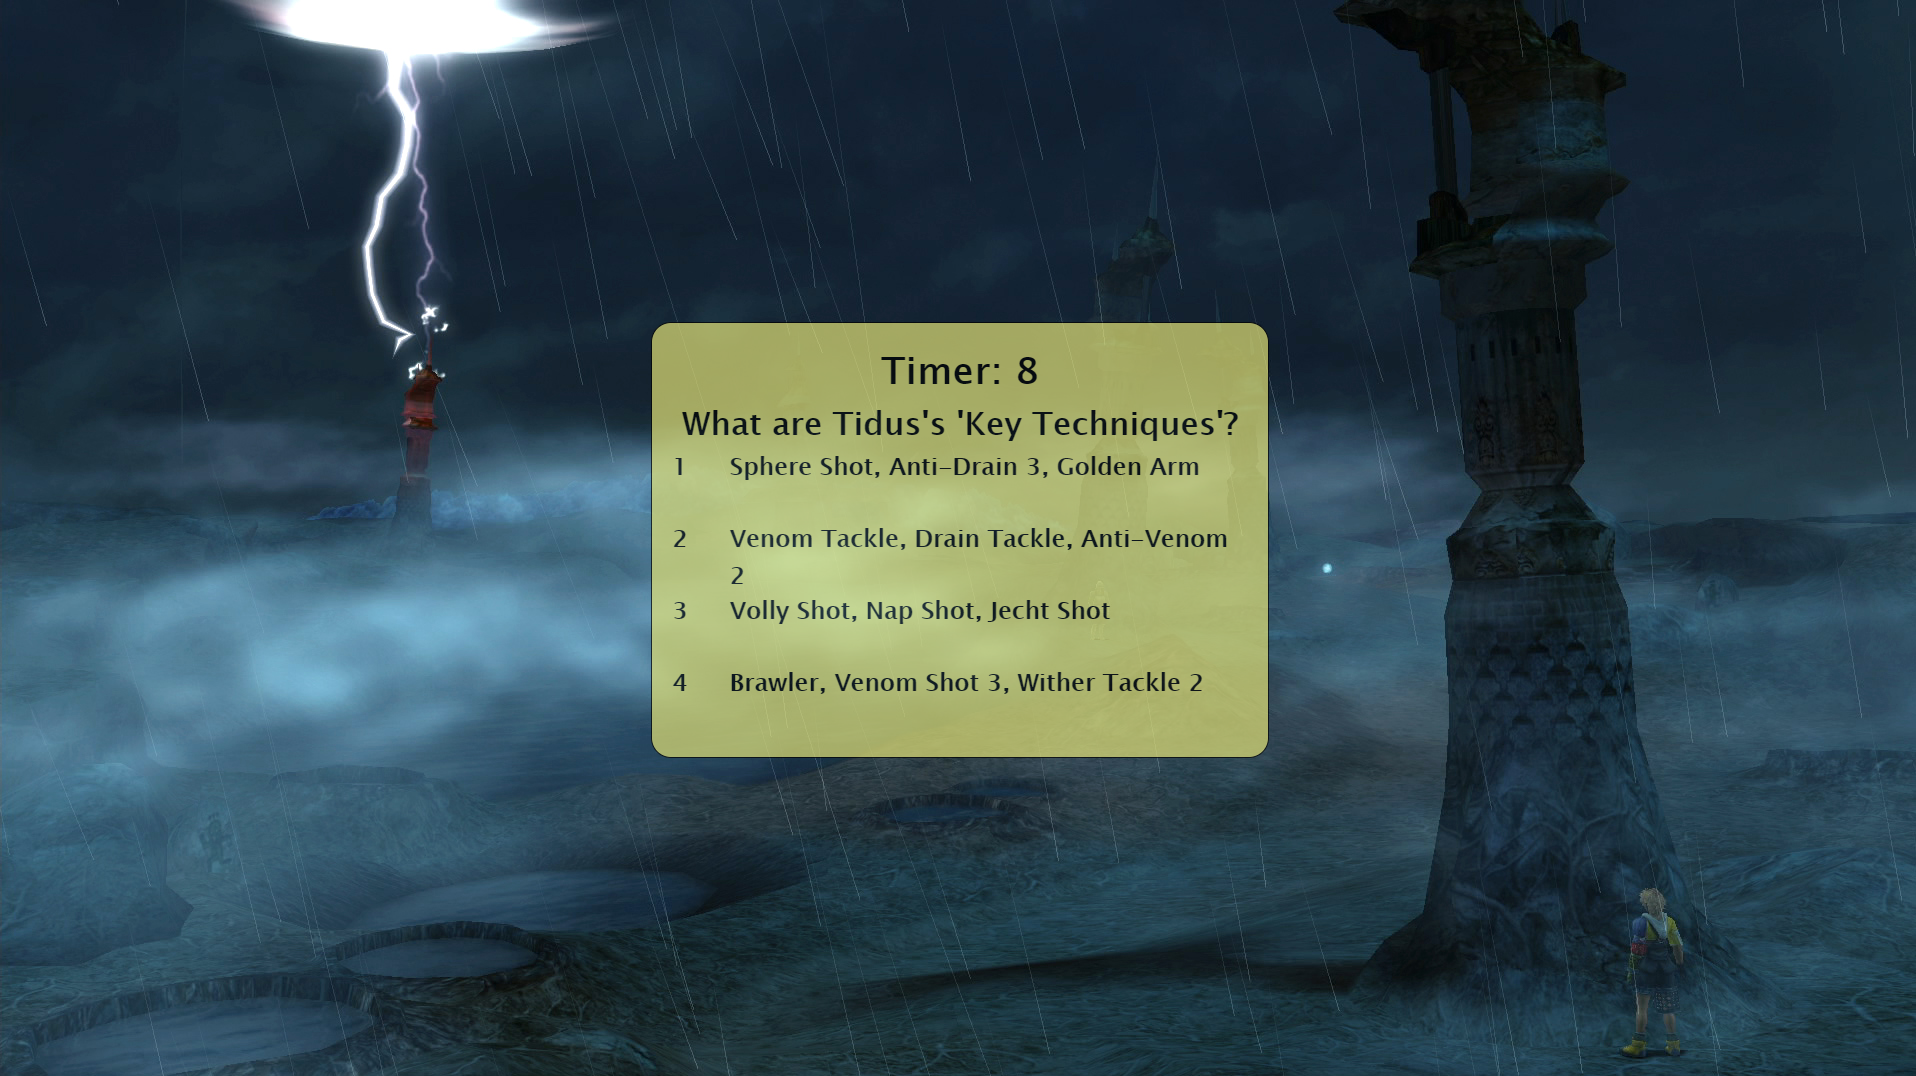 Timer: 8
What are Tidus's 'Key Techniques'?
1 Sphere Shot, Anti-Drain 3, Golden Arm
2 Venom Tackle, Drain Tackle, Anti-Venom
2
3 Volly Shot, Nap Shot, Jecht Shot
4 Brawler, Venom Shot 3, Wither Tackle 2